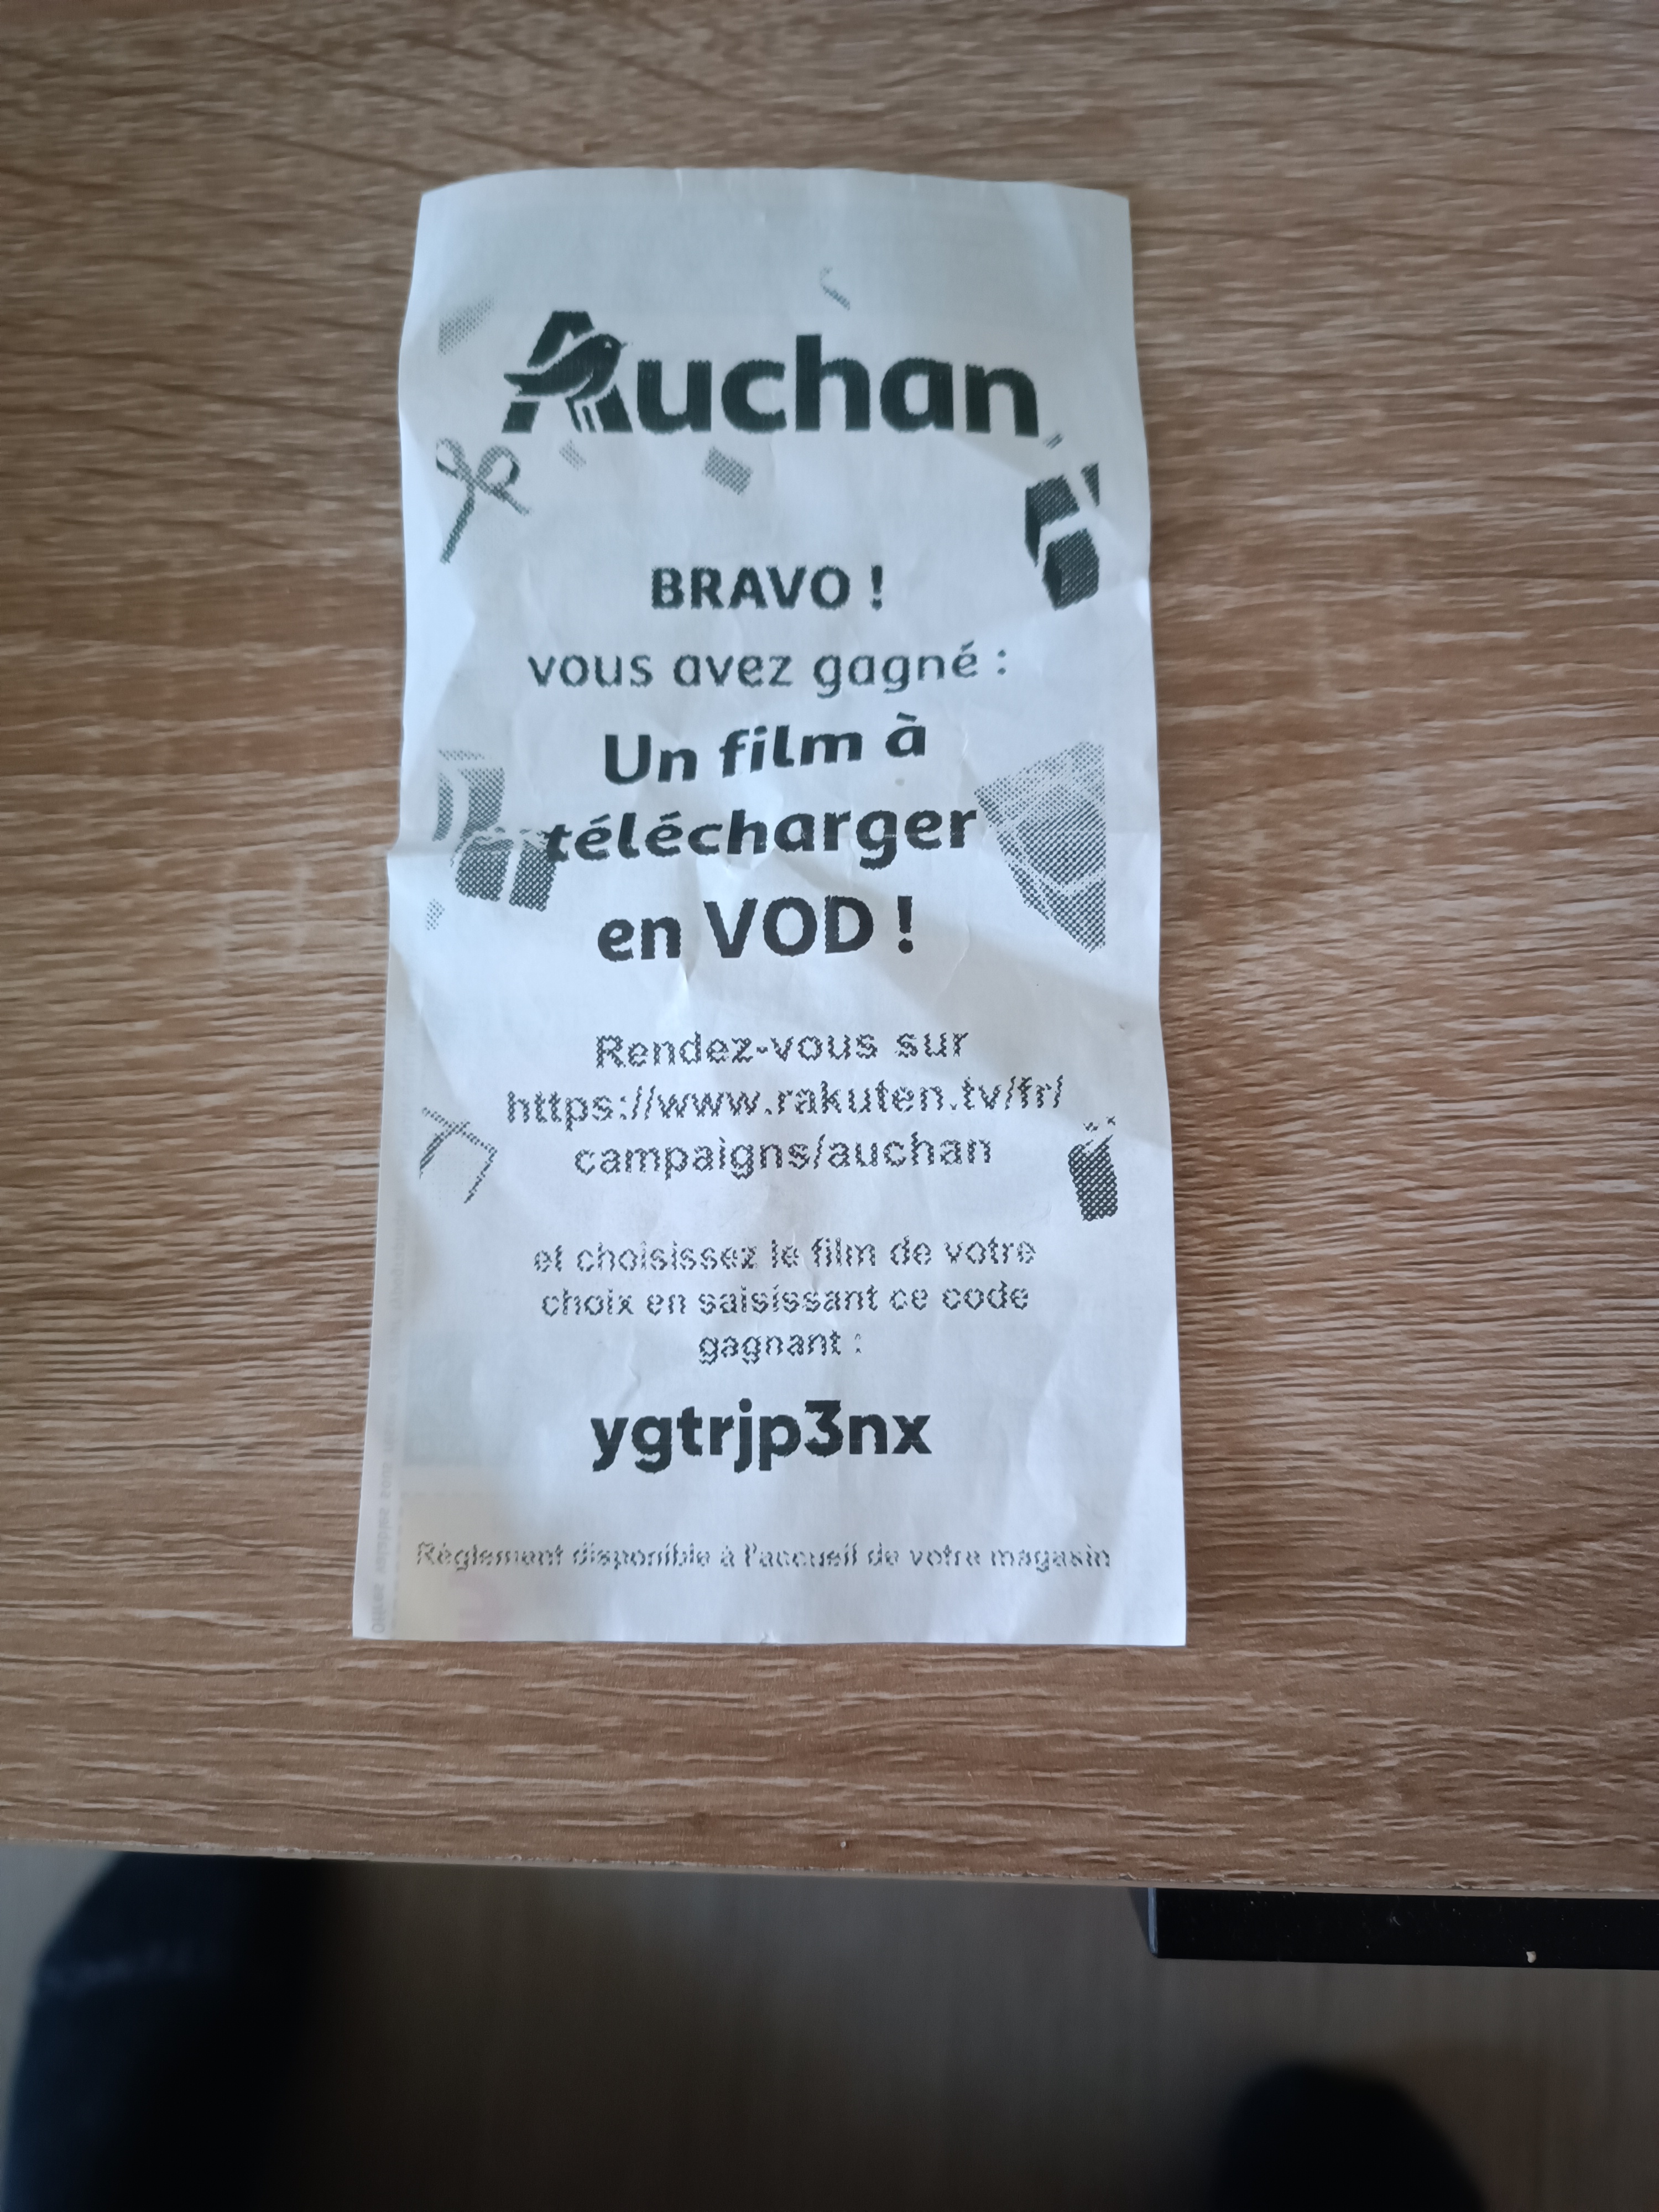 Auchan
BRAVO !
vous avez gagné :
Un film à
télécharger
en VOD !
Rendez-vous sur
https://www.rakuten.tv/fr/
campaigns/auchan
et choisissez le film de votre
choix en saisissant ce code
gagnant :
ygtrjp3nx
Règlement disponible à l'accueil de votre magasin